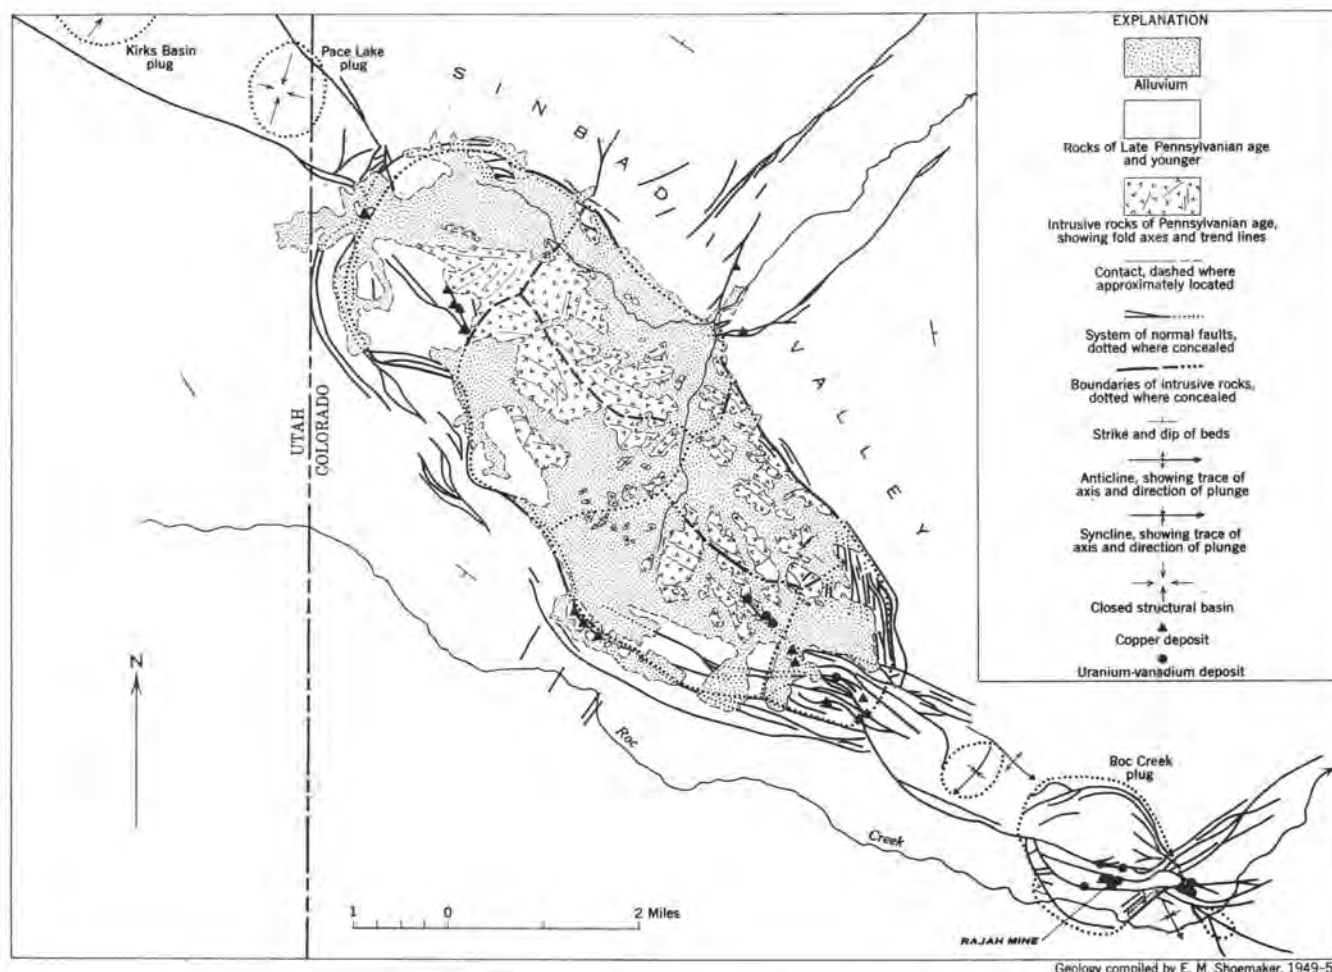 Kirks Basin
plug
Pace Lake
plug
SINBAD
VALLEY
UTAH
COLORADO
N
Roc
Creek
Roc Creek
plug
RAJAH MINE
1 0 2 Miles
EXPLANATION
Alluvium
Rocks of Late Pennsylvanian age
and younger
Intrusive rocks of Pennsylvanian age,
showing fold axes and trend lines
Contact, dashed where
approximately located
System of normal faults,
dotted where concealed
Boundaries of intrusive rocks,
dotted where concealed
Strike and dip of beds
Anticline, showing trace of
axis and direction of plunge
Syncline, showing trace of
axis and direction of plunge
Closed structural basin
Copper deposit
Uranium-vanadium deposit
Geology compiled by E. M. Shoemaker, 1949-5